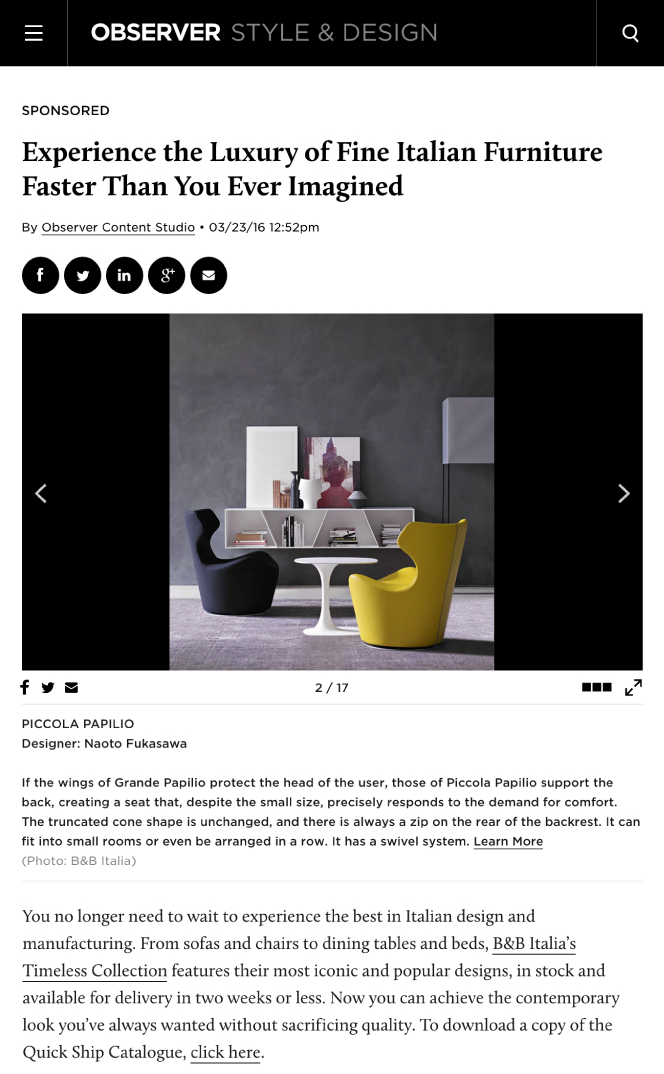 OBSERVER STYLE & DESIGN
SPONSORED
Experience the Luxury of Fine Italian Furniture
Faster Than You Ever Imagined
By Observer Content Studio • 03/23/16 12:52pm
2 / 17
PICCOLA PAPILIO
Designer: Naoto Fukasawa
If the wings of Grande Papilio protect the head of the user, those of Piccola Papilio support the
back, creating a seat that, despite the small size, precisely responds to the demand for comfort.
The truncated cone shape is unchanged, and there is always a zip on the rear of the backrest. It can
fit into small rooms or even be arranged in a row. It has a swivel system. Learn More
(Photo: B&B Italia)
You no longer need to wait to experience the best in Italian design and
manufacturing. From sofas and chairs to dining tables and beds, B&B Italia’s
Timeless Collection features their most iconic and popular designs, in stock and
available for delivery in two weeks or less. Now you can achieve the contemporary
look you’ve always wanted without sacrificing quality. To download a copy of the
Quick Ship Catalogue, click here.